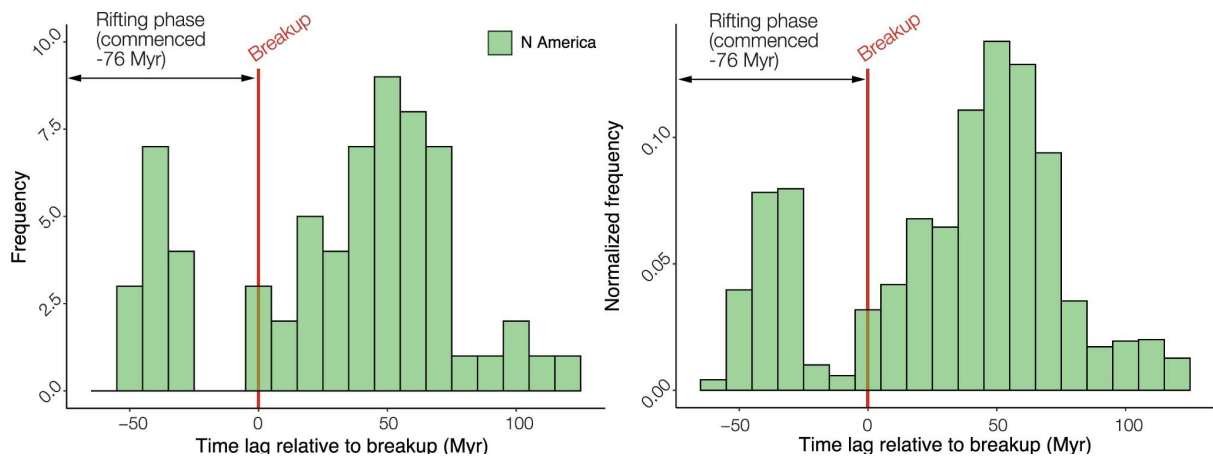 Rifting phase
(commenced
-76 Myr)
Breakup
N America
10.0
7.5
5.0
2.5
0.0
Frequency
-50
0
50
100
Time lag relative to breakup (Myr)
Rifting phase
(commenced
-76 Myr)
Breakup
0.10
0.05
0.00
Normalized frequency
-50
0
50
100
Time lag relative to breakup (Myr)